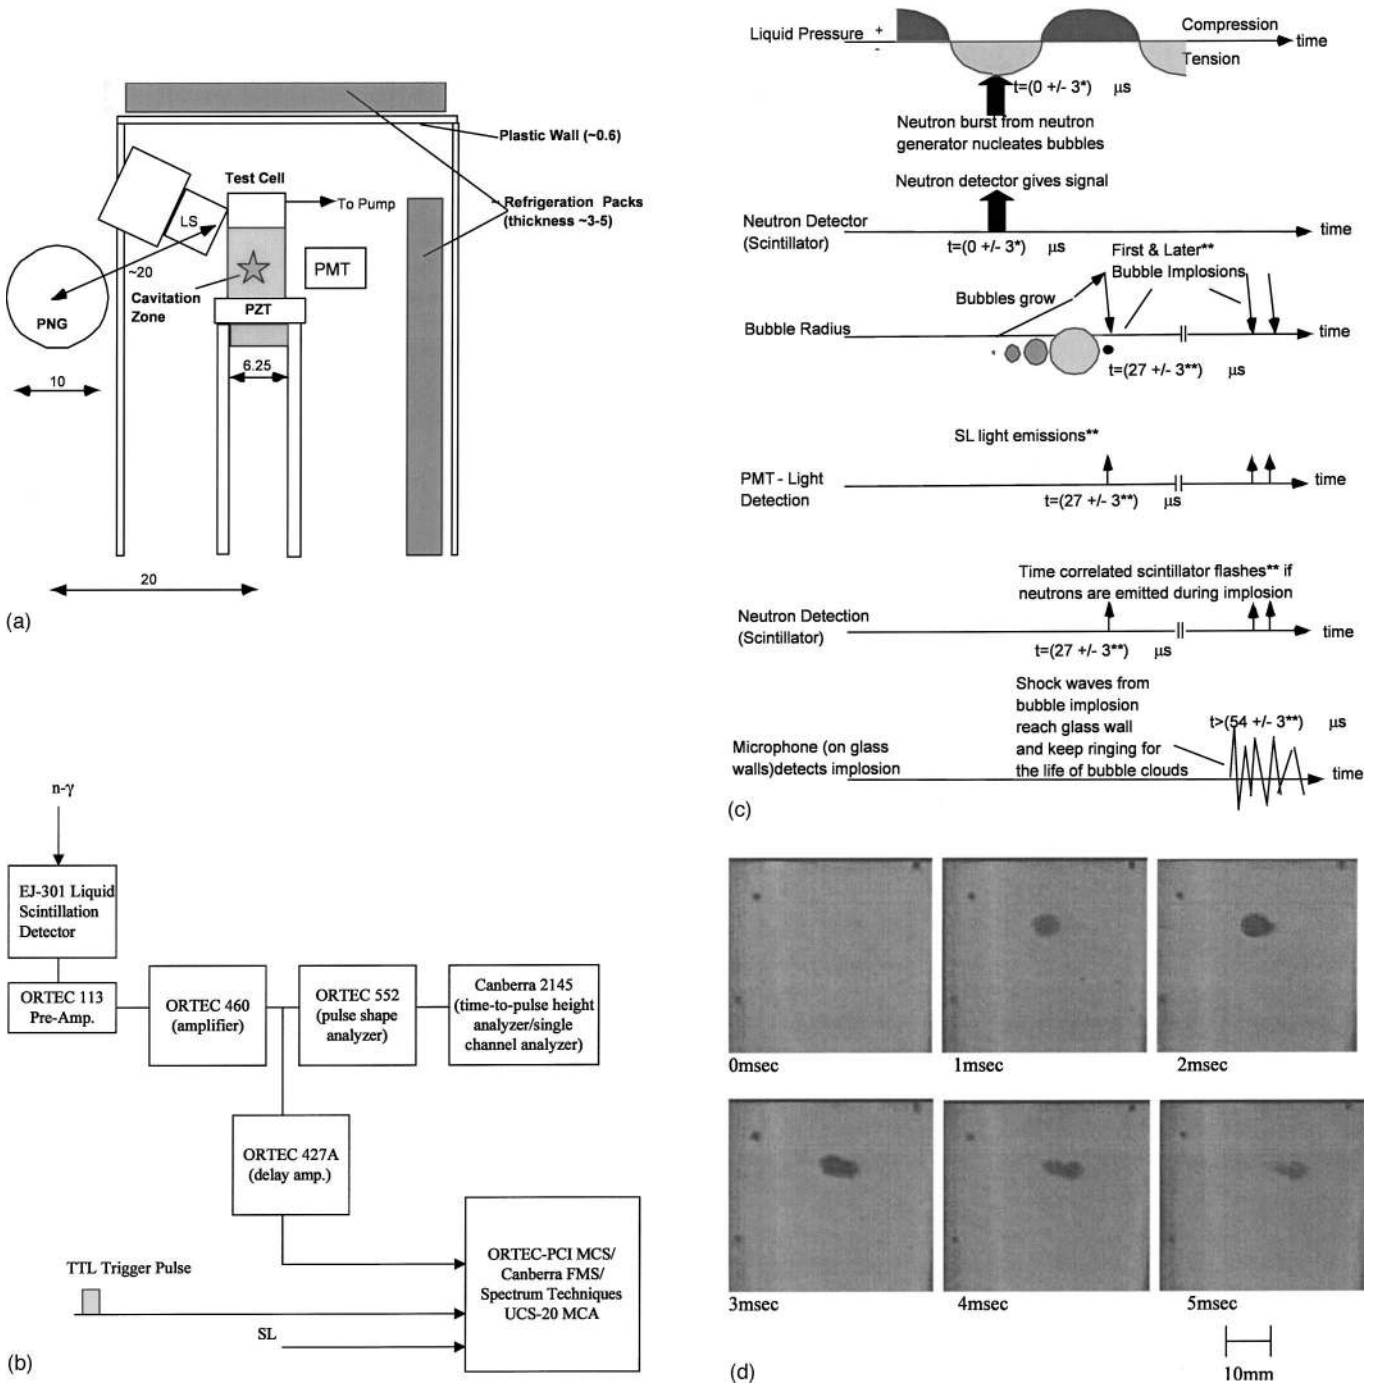 Plastic Wall (~0.6)
Test Cell
To Pump
Refrigeration Packs
(thickness ~3-5)
LS
~20
PMT
Cavitation
Zone
PNG
PZT
10
6.25
20
(a)
n-γ
EJ-301 Liquid
Scintillation
Detector
ORTEC 113
Pre-Amp.
ORTEC 460
(amplifier)
ORTEC 552
(pulse shape
analyzer)
Canberra 2145
(time-to-pulse height
analyzer/single
channel analyzer)
ORTEC 427A
(delay amp.)
TTL Trigger Pulse
SL
ORTEC-PCI MCS/
Canberra FMS/
Spectrum Techniques
UCS-20 MCA
(b)
Liquid Pressure
+
-
Compression
time
Tension
t=(0 +/- 3*) μs
Neutron burst from neutron
generator nucleates bubbles
Neutron detector gives signal
Neutron Detector
(Scintillator)
time
t=(0 +/- 3*) μs
First & Later**
Bubble Implosions
Bubbles grow
Bubble Radius
time
t=(27 +/- 3**) μs
SL light emissions**
PMT - Light
Detection
time
t=(27 +/- 3**) μs
Time correlated scintillator flashes** if
neutrons are emitted during implosion
Neutron Detection
(Scintillator)
time
t=(27 +/- 3**) μs
Shock waves from
bubble implosion
reach glass wall
and keep ringing for
the life of bubble clouds
t>(54 +/- 3**) μs
Microphone (on glass
walls)detects implosion
time
(c)
0msec
1msec
2msec
3msec
4msec
5msec
10mm
(d)